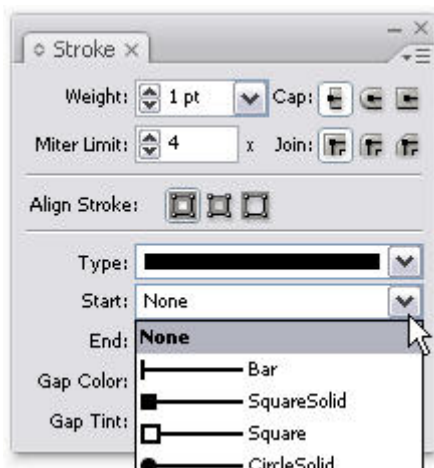 Stroke
Weight: 1 pt Cap:
Miter Limit: 4 x Join:
Align Stroke:
Type:
Start: None
End: None
Bar
Gap Color:
SquareSolid
Gap Tint:
Square
CircleSolid